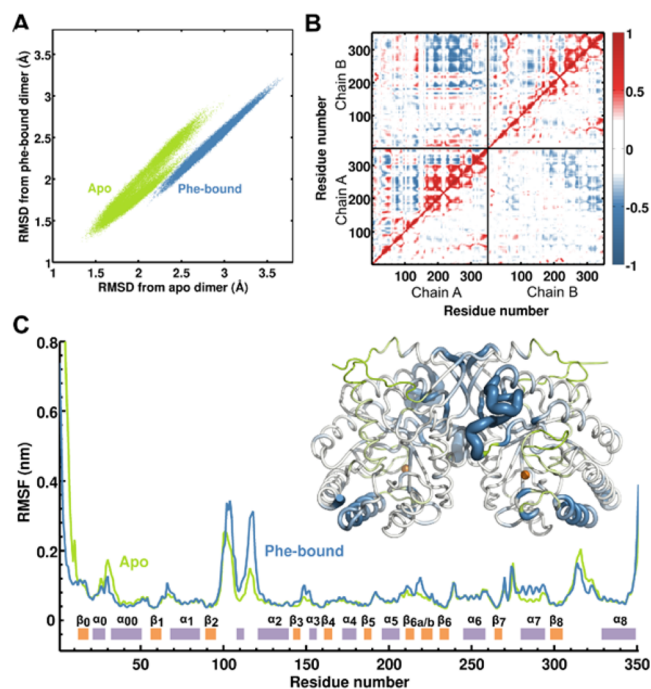 A
RMSD from phe-bound dimer (Å)
3.5
3
2.5
2
1.5
1
Apo
Phe-bound
1 1.5 2 2.5 3 3.5
RMSD from apo dimer (Å)
B
Residue number
Chain B
Chain A
300
200
100
300
200
100
100 200 300 100 200 300
Chain A Chain B
Residue number
1
0.5
0
-0.5
-1
C
RMSF (nm)
0.8
0.6
0.4
0.2
0
Apo
Phe-bound
β0 α0 α00 β1 α1 β2 α2 β3 α3 β4 α4 β5 α5 β6a/b β6 α6 β7 α7 β8 α8
50 100 150 200 250 300 350
Residue number